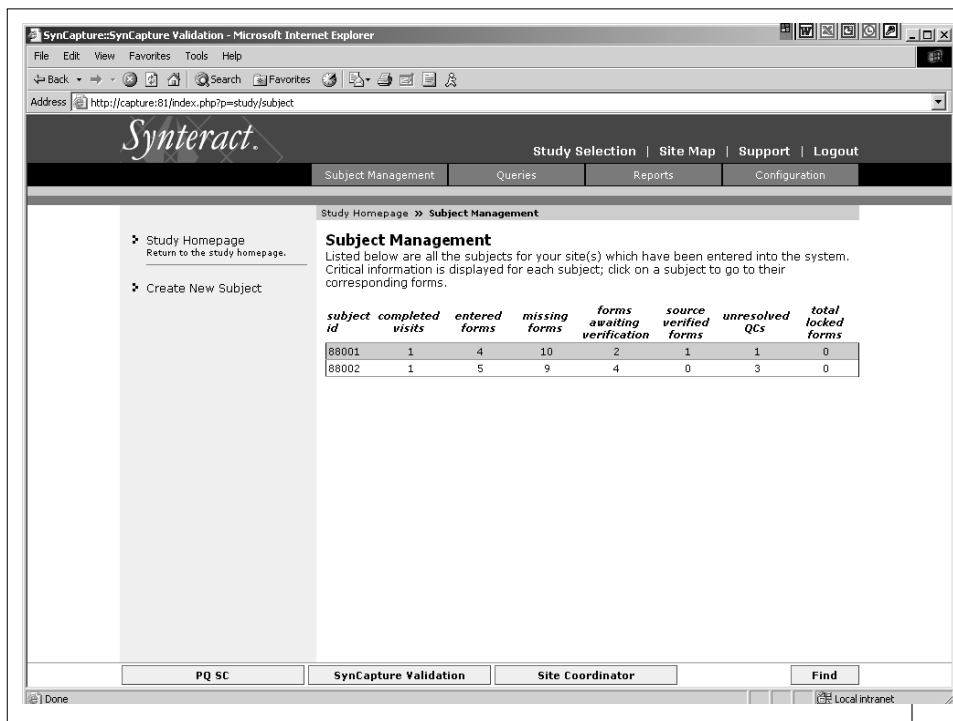 SynCapture::SynCapture Validation - Microsoft Internet Explorer
File Edit View Favorites Tools Help
Back Search Favorites
Address http://capture:81/index.php?p=study/subject
Synteract.
Study Selection | Site Map | Support | Logout
Subject Management Queries Reports Configuration
Study Homepage » Subject Management
Study Homepage
Return to the study homepage.
Create New Subject
Subject Management
Listed below are all the subjects for your site(s) which have been entered into the system.
Critical information is displayed for each subject; click on a subject to go to their
corresponding forms.
subject id completed visits entered forms missing forms forms awaiting verification source verified forms unresolved QCs total locked forms
88001 1 4 10 2 1 1 0
88002 1 5 9 4 0 3 0
PQ SC SynCapture Validation Site Coordinator Find
Done Local intranet